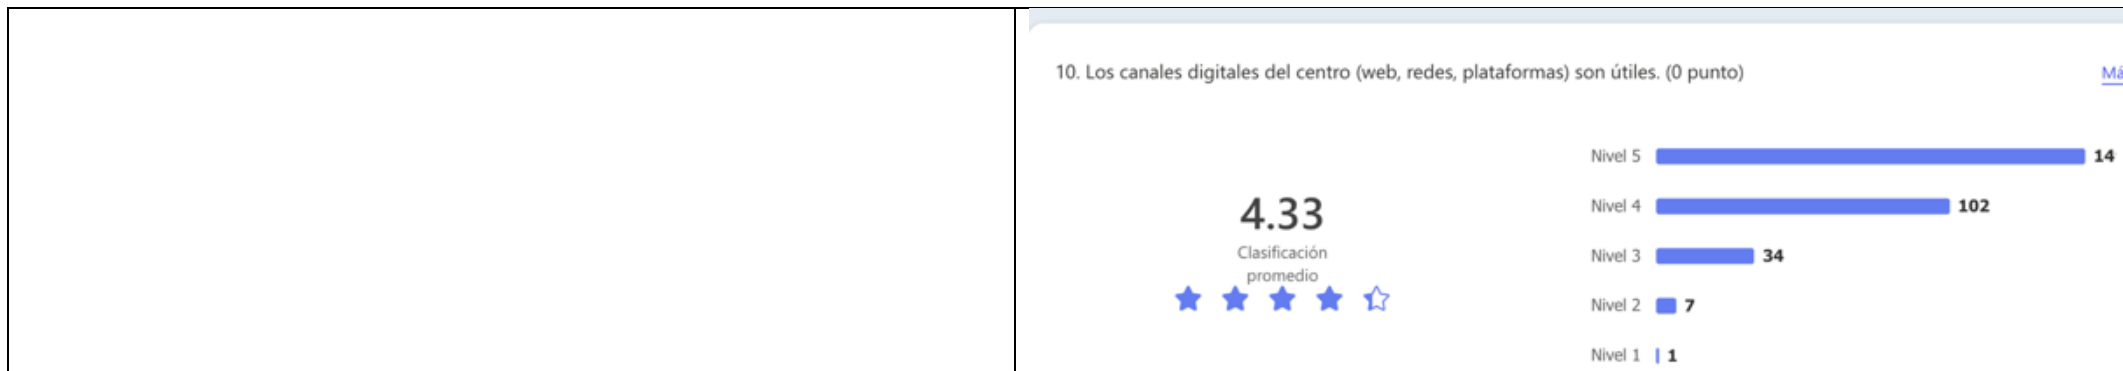 10. Los canales digitales del centro (web, redes, plataformas) son útiles. (0 punto)
Nivel 5 14
4.33
Clasificación
promedio
Nivel 4 102
Nivel 3 34
Nivel 2 7
Nivel 1 1